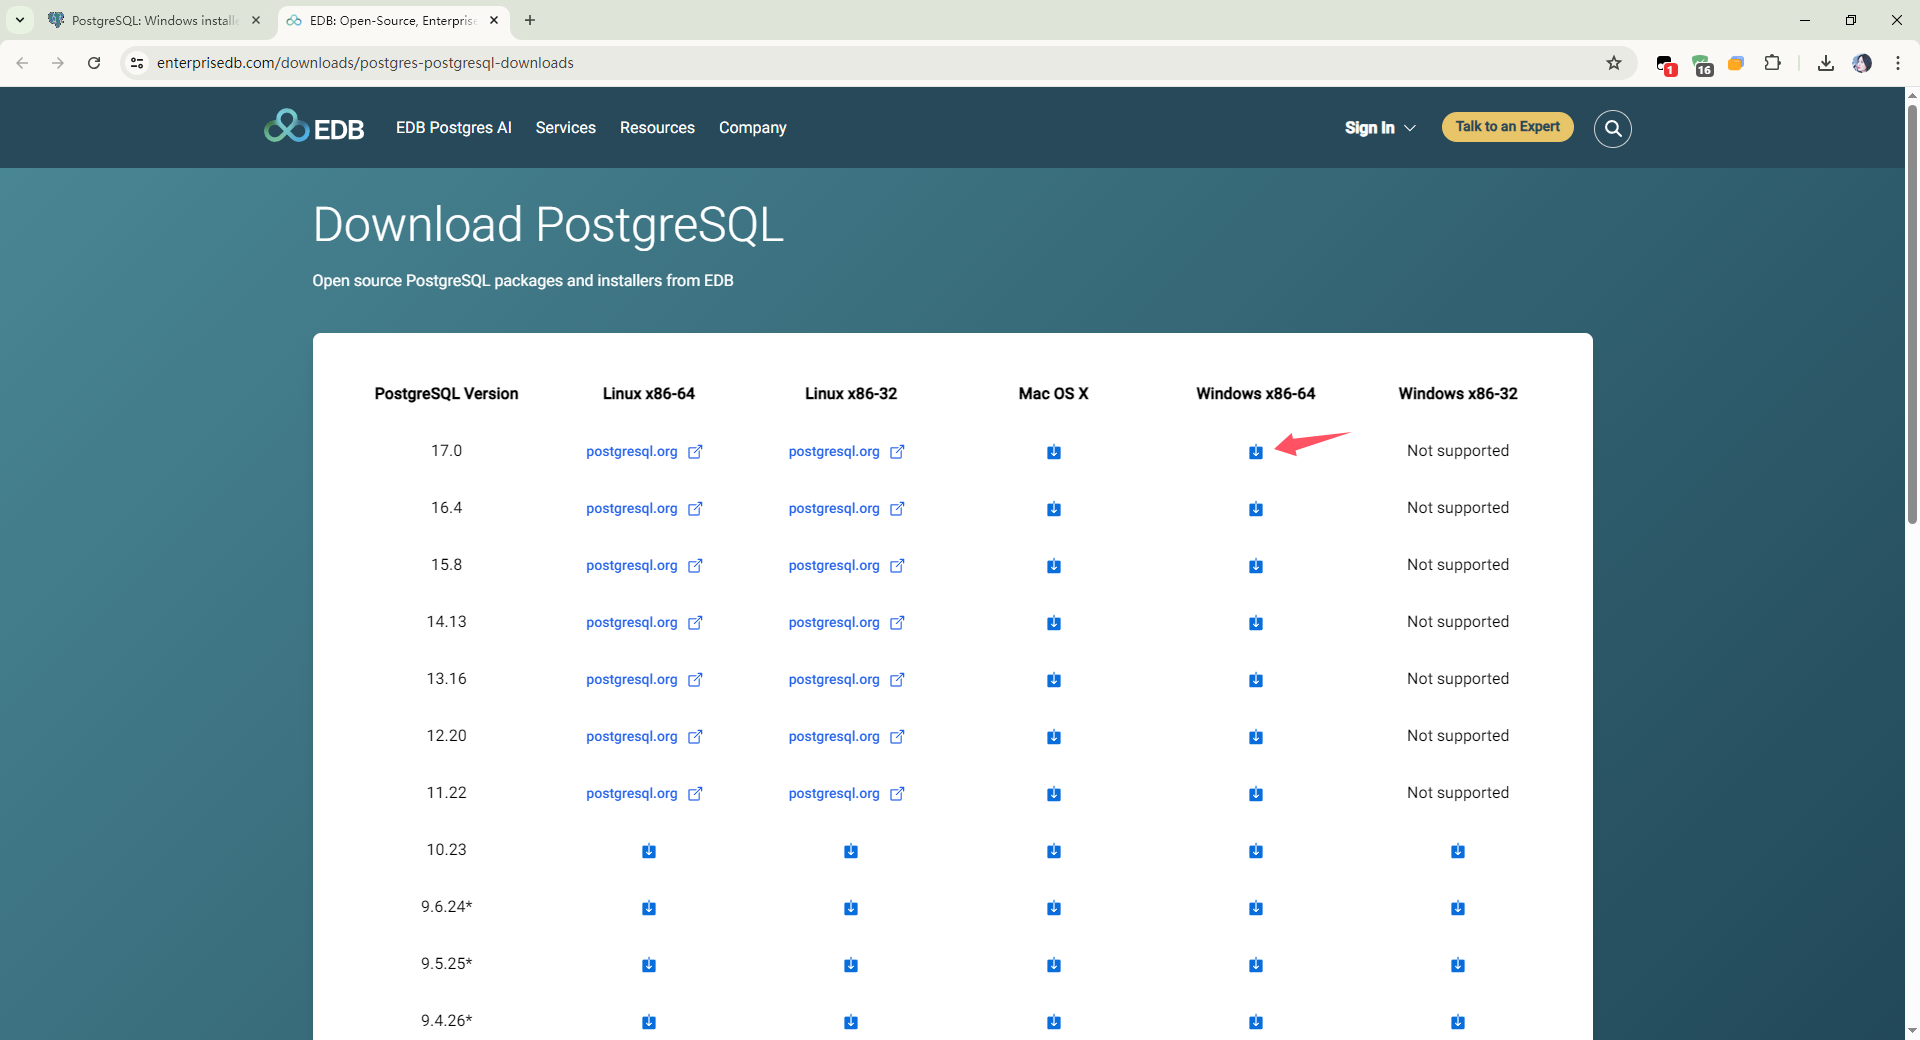 PostgreSQL: Windows installe
EDB: Open-Source, Enterprise
enterprisedb.com/downloads/postgres-postgresql-downloads
1
16
EDB
EDB Postgres AI
Services
Resources
Company
Sign In
Talk to an Expert
Download PostgreSQL
Open source PostgreSQL packages and installers from EDB
PostgreSQL Version Linux x86-64 Linux x86-32 Mac OS X Windows x86-64 Windows x86-32
17.0 postgresql.org postgresql.org Not supported
16.4 postgresql.org postgresql.org Not supported
15.8 postgresql.org postgresql.org Not supported
14.13 postgresql.org postgresql.org Not supported
13.16 postgresql.org postgresql.org Not supported
12.20 postgresql.org postgresql.org Not supported
11.22 postgresql.org postgresql.org Not supported
10.23
9.6.24*
9.5.25*
9.4.26*